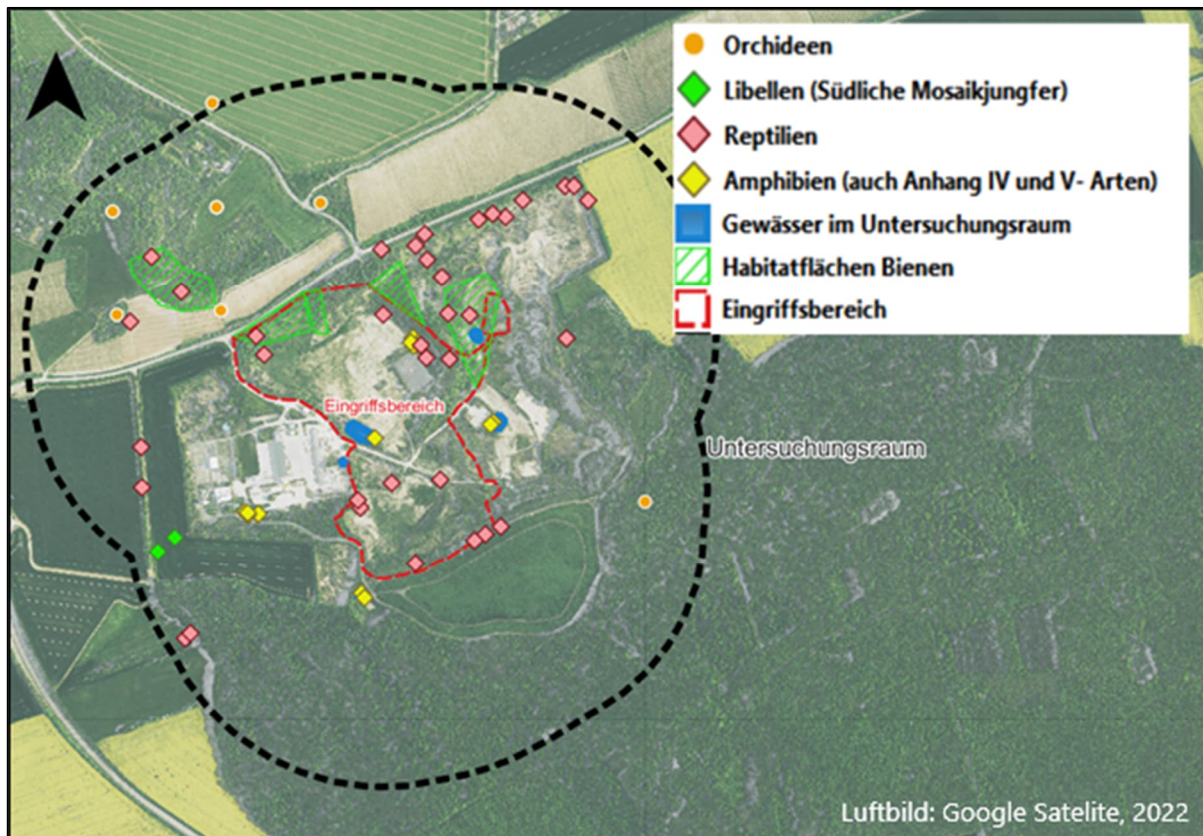 Orchideen
Libellen (Südliche Mosaikjungfer)
Reptilien
Amphibien (auch Anhang IV und V- Arten)
Gewässer im Untersuchungsraum
Habitatflächen Bienen
Eingriffsbereich
Eingriffsbereich
Untersuchungsraum
Luftbild: Google Satelite, 2022